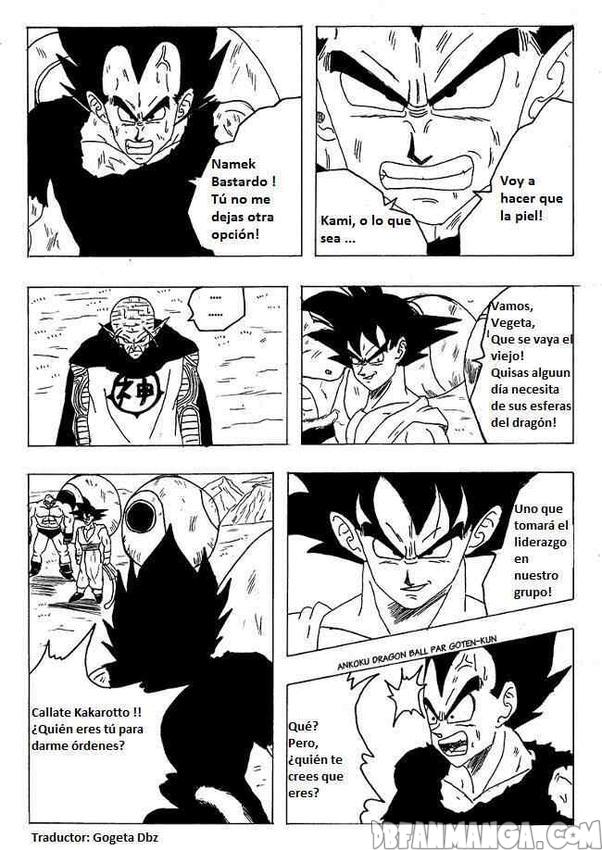 Namek
Bastardo !
Tú no me
dejas otra
opción!
Voy a
hacer que
la piel!
Kami, o lo que
sea ...
....
.....
神
Vamos,
Vegeta,
Que se vaya el
viejo!
Quisas alguun
día necesita
de sus esferas
del dragón!
Uno que
tomará el
liderazgo
en
nuestro
grupo!
Callate Kakarotto !!
¿Quién eres tú para
darme órdenes?
ANKOKU DRAGON BALL PAR GOTEN-KUN
Qué?
Pero,
¿quién te
crees que
eres?
Traductor: Gogeta Dbz
DBFANMANGA.COM